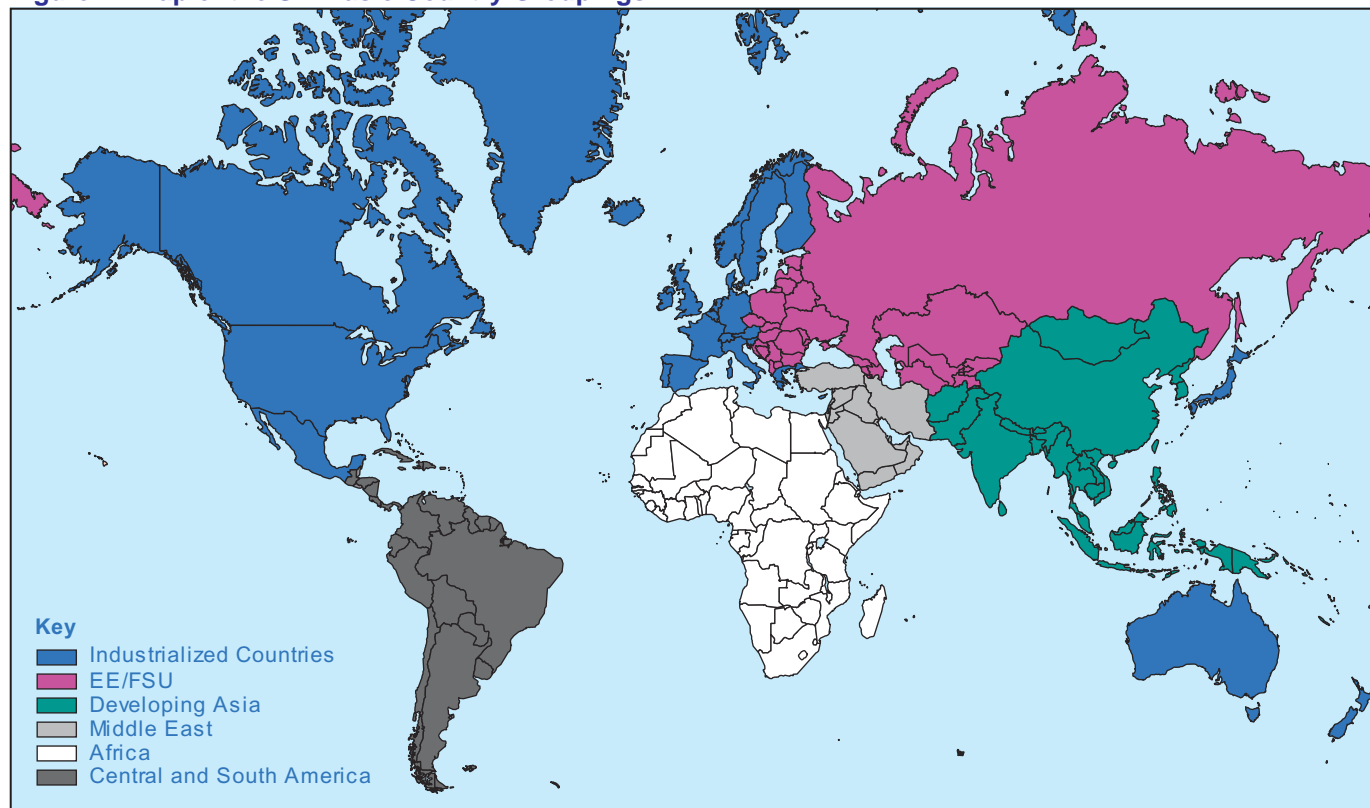 Key
Industrialized Countries
EE/FSU
Developing Asia
Middle East
Africa
Central and South America